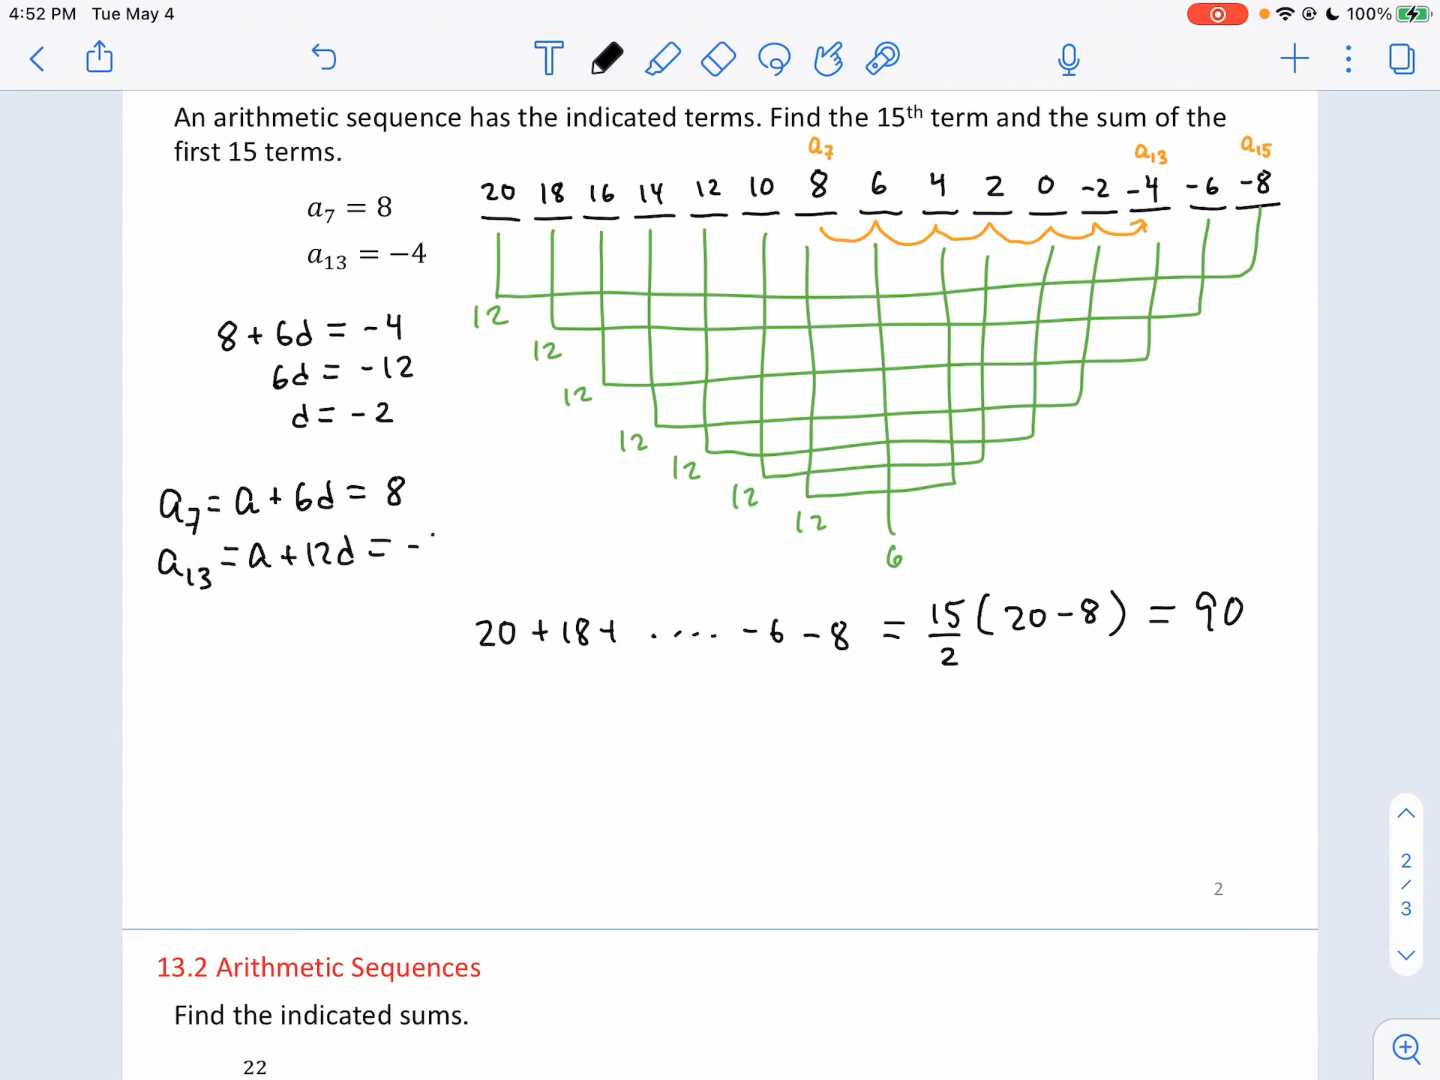 4:52 PM Tue May 4
100%
An arithmetic sequence has the indicated terms. Find the 15th term and the sum of the
first 15 terms.
a7 a13 a15
20 18 16 14 12 10 8 6 4 2 0 -2 -4 -6 -8
a7 = 8
a13 = −4
12
12
12
12
12
12
12
6
8 + 6d = -4
6d = -12
d = -2
a7 = a + 6d = 8
a13 = a + 12d = -
20 + 18 + ..... - 6 - 8 = 15/2 (20 - 8) = 90
2
13.2 Arithmetic Sequences
Find the indicated sums.
22
2
/
3